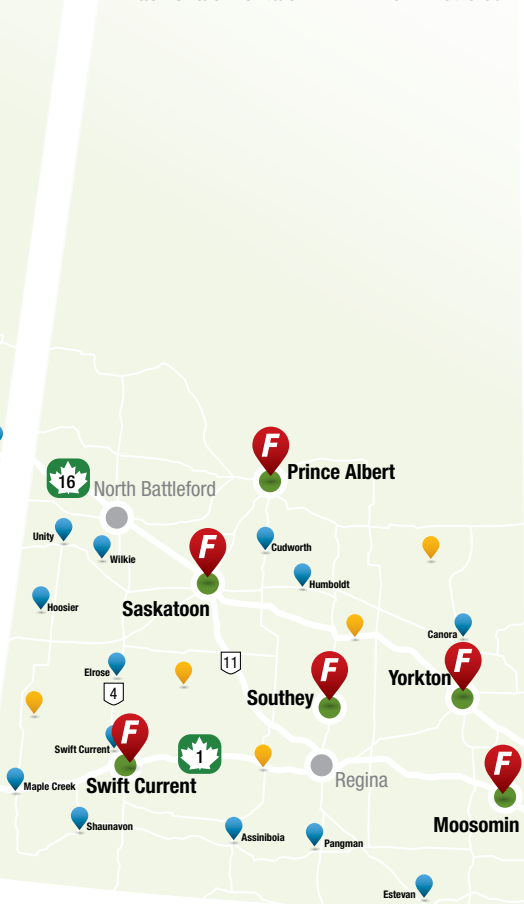 F
Prince Albert
16
North Battleford
Unity
F
Cudworth
Wilkie
Humboldt
Hoosier
Saskatoon
Canora
F
F
11
Elrose
Yorkton
4
Southey
F
Swift Current
1
F
Regina
Maple Creek
Swift Current
Shaunavon
Moosomin
Assiniboia
Pangman
Estevan